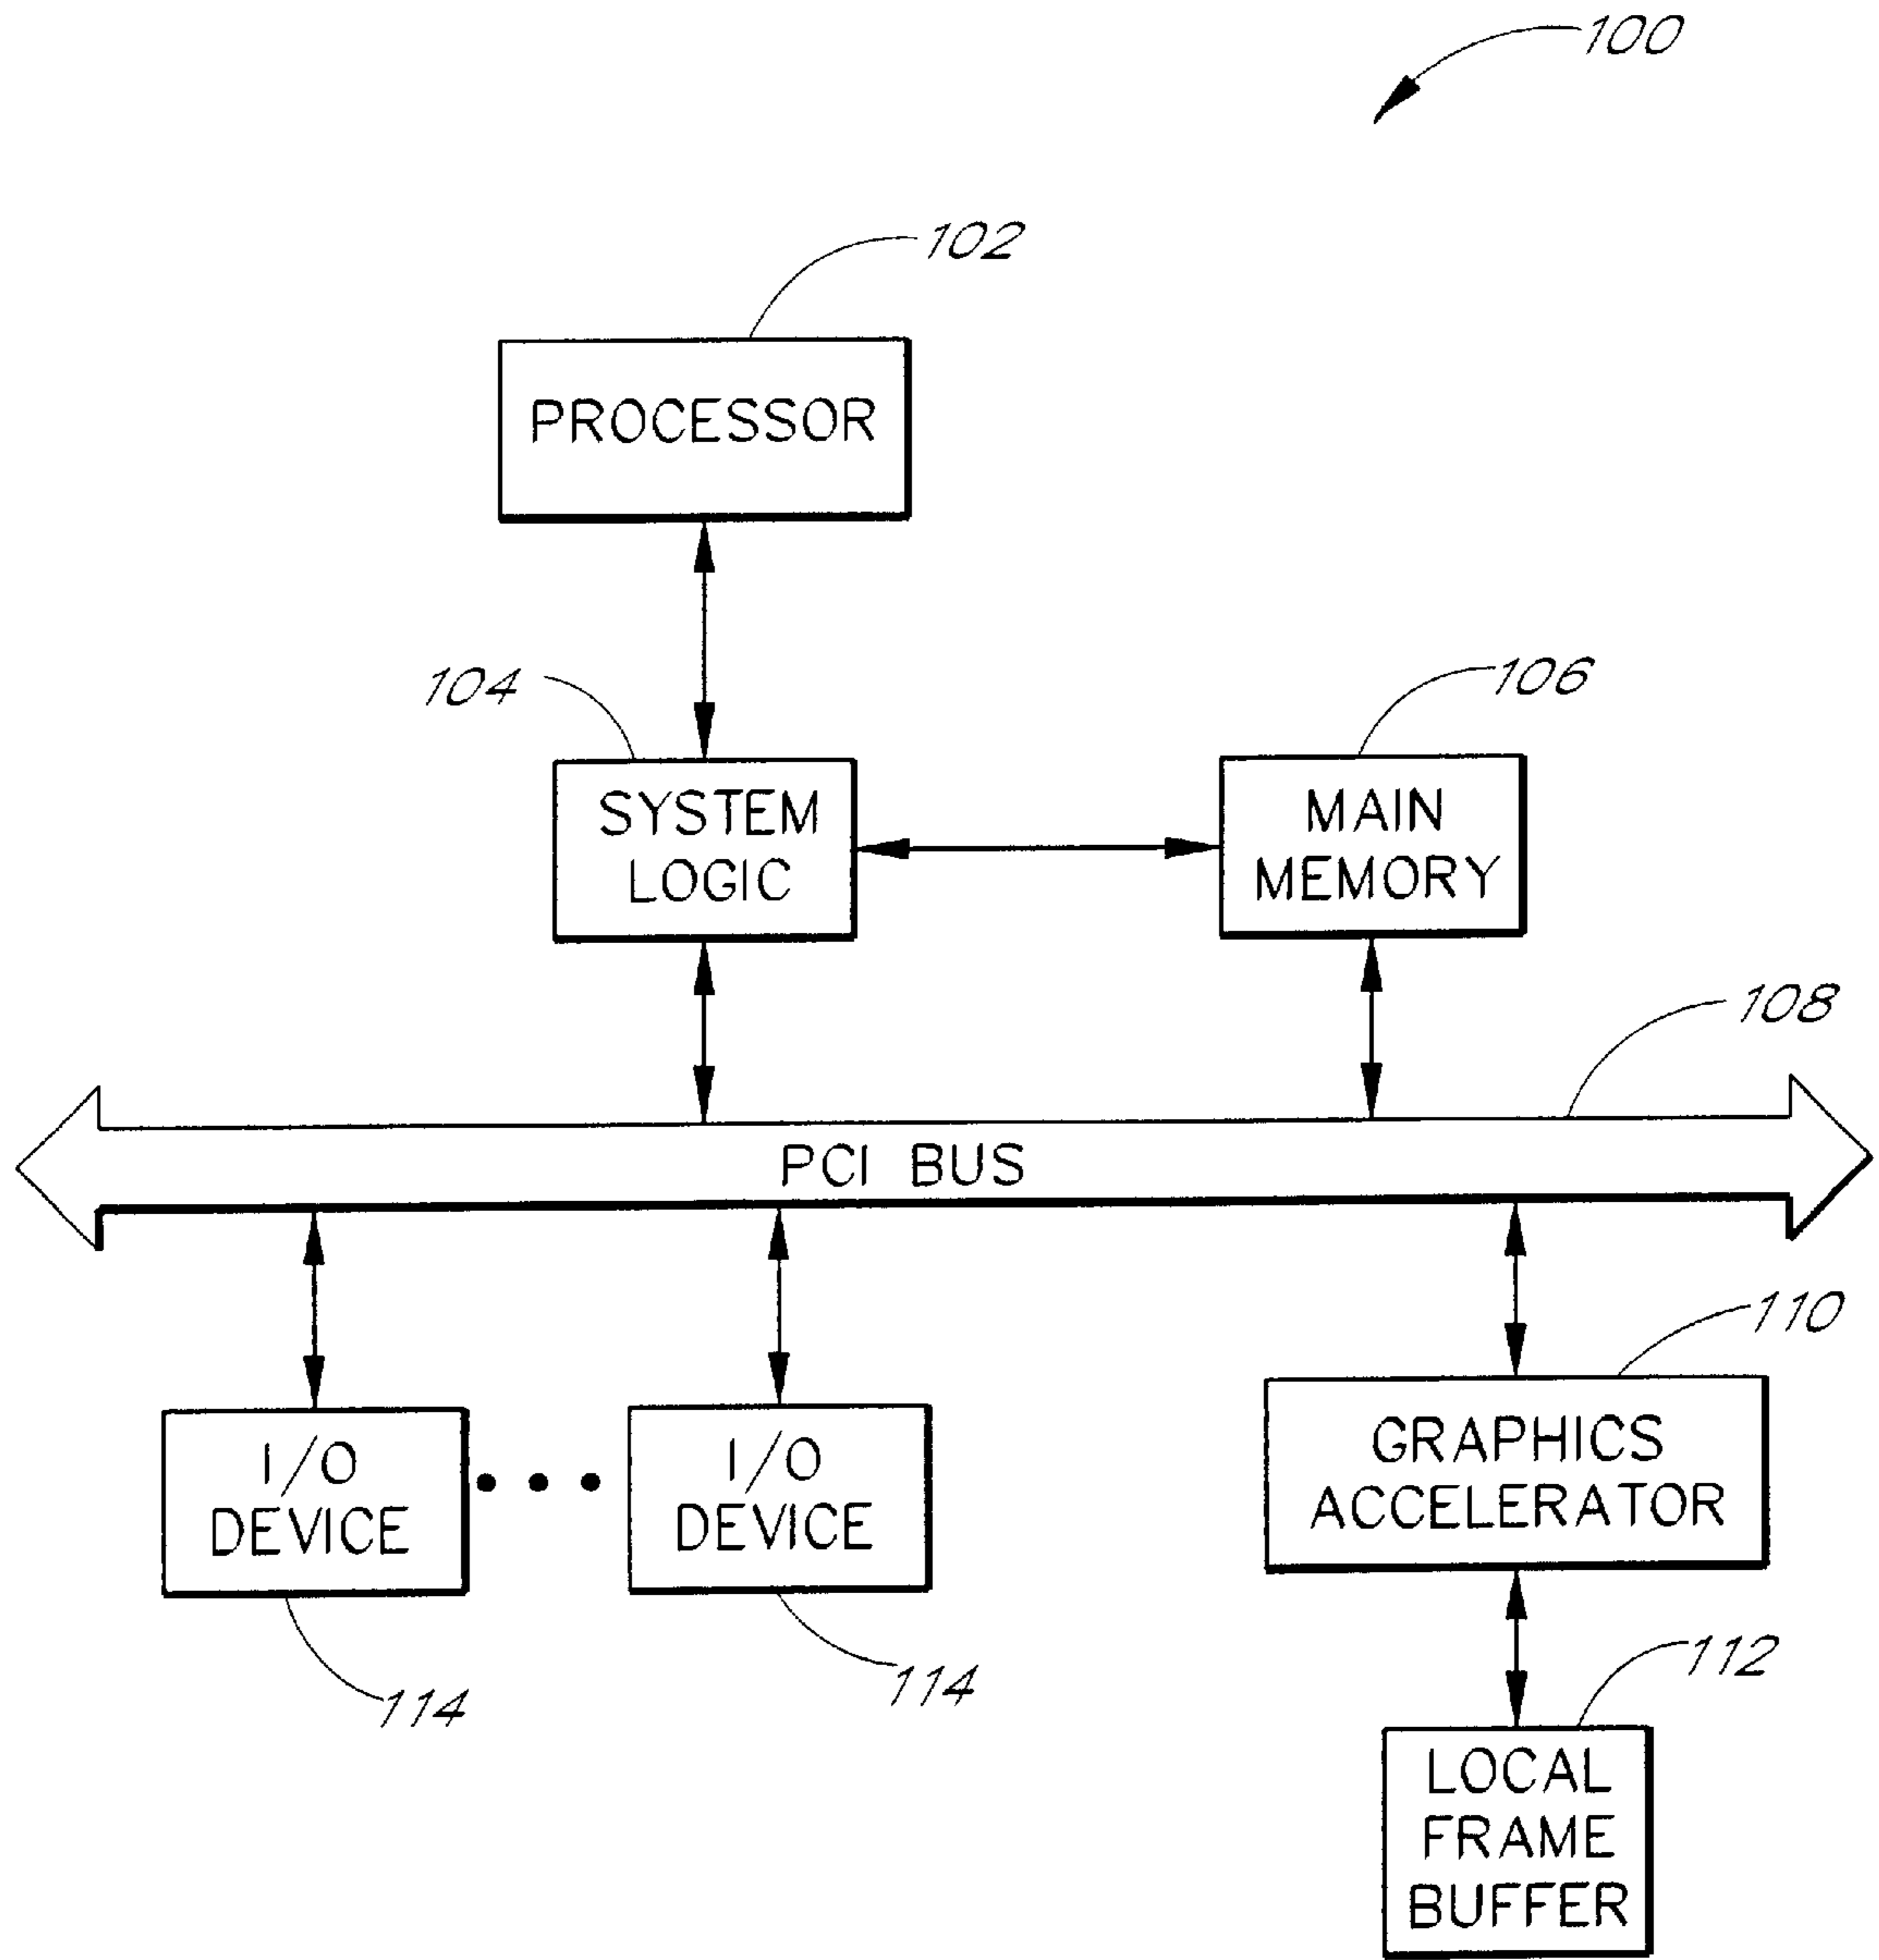 100
102
PROCESSOR
104
106
SYSTEM
LOGIC
MAIN
MEMORY
108
PCI BUS
110
I/O
DEVICE
I/O
DEVICE
GRAPHICS
ACCELERATOR
114
114
112
LOCAL
FRAME
BUFFER